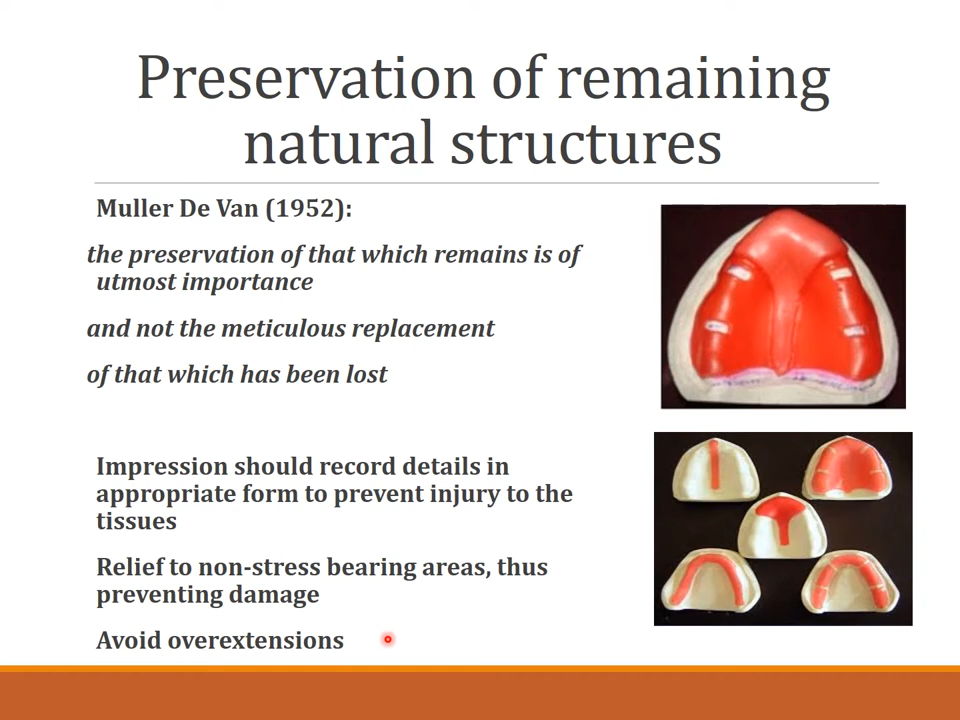 Preservation of remaining
natural structures
Muller De Van (1952):
the preservation of that which remains is of
utmost importance
and not the meticulous replacement
of that which has been lost
Impression should record details in
appropriate form to prevent injury to the
tissues
Relief to non-stress bearing areas, thus
preventing damage
Avoid overextensions